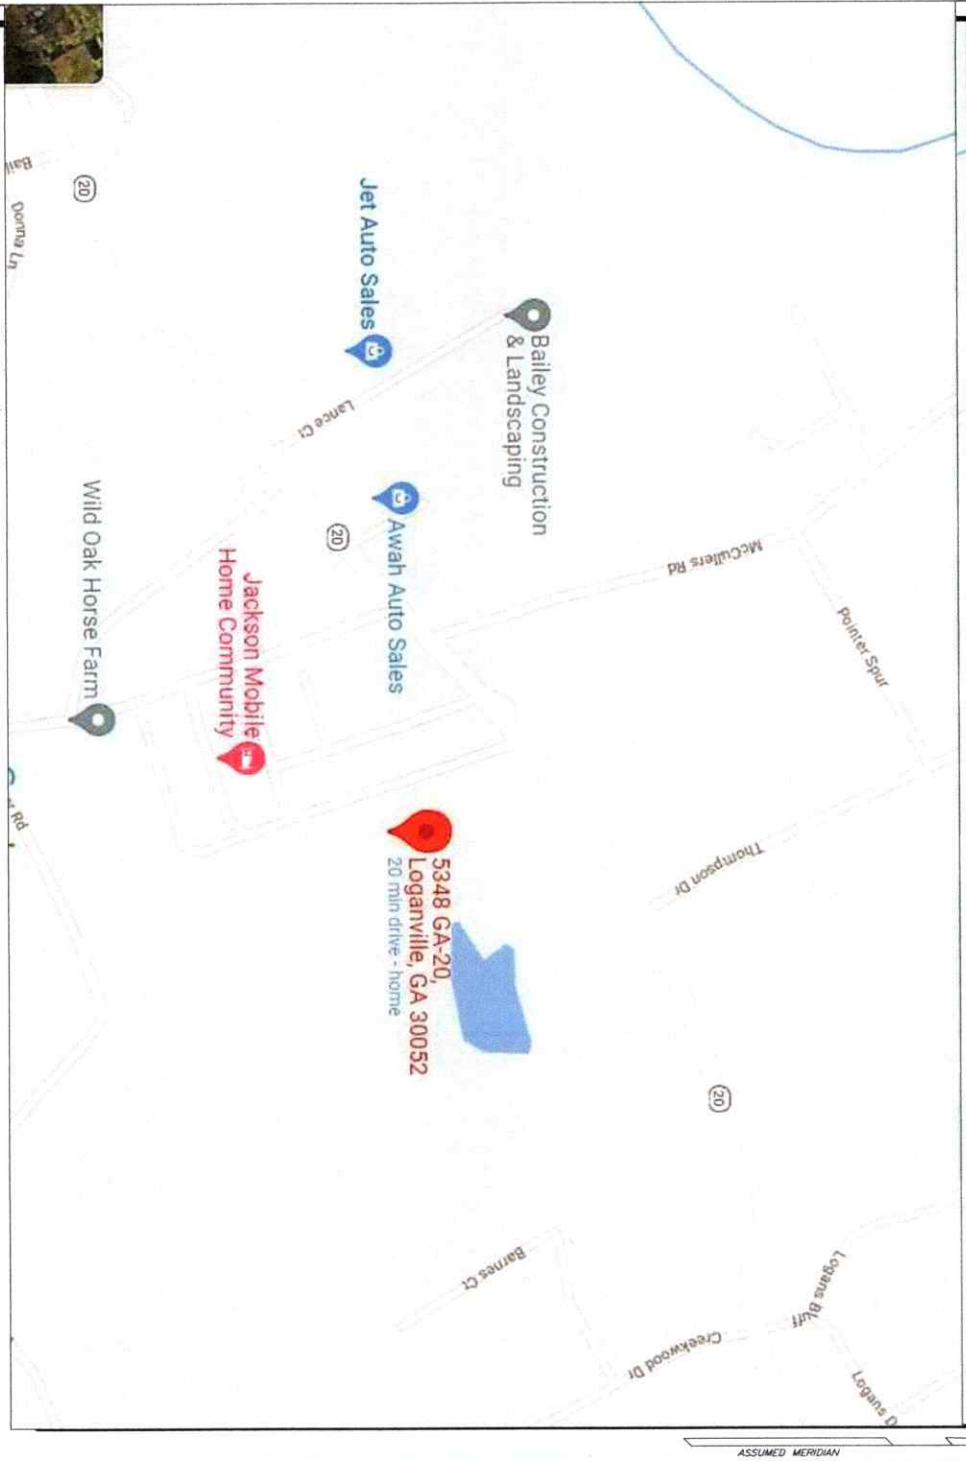 Jet Auto Sales
Bailey Construction
& Landscaping
Lance Ct
20
Donna Ln
Awah Auto Sales
20
McCullers Rd
Pointer Spur
Jackson Mobile
Home Community
Wild Oak Horse Farm
Thompson Dr
5348 GA-20,
Loganville, GA 30052
20 min drive - home
Rd
20
Barnes Ct
Creekwood Dr
Logans Bluff
Logans D
ASSUMED MERIDIAN